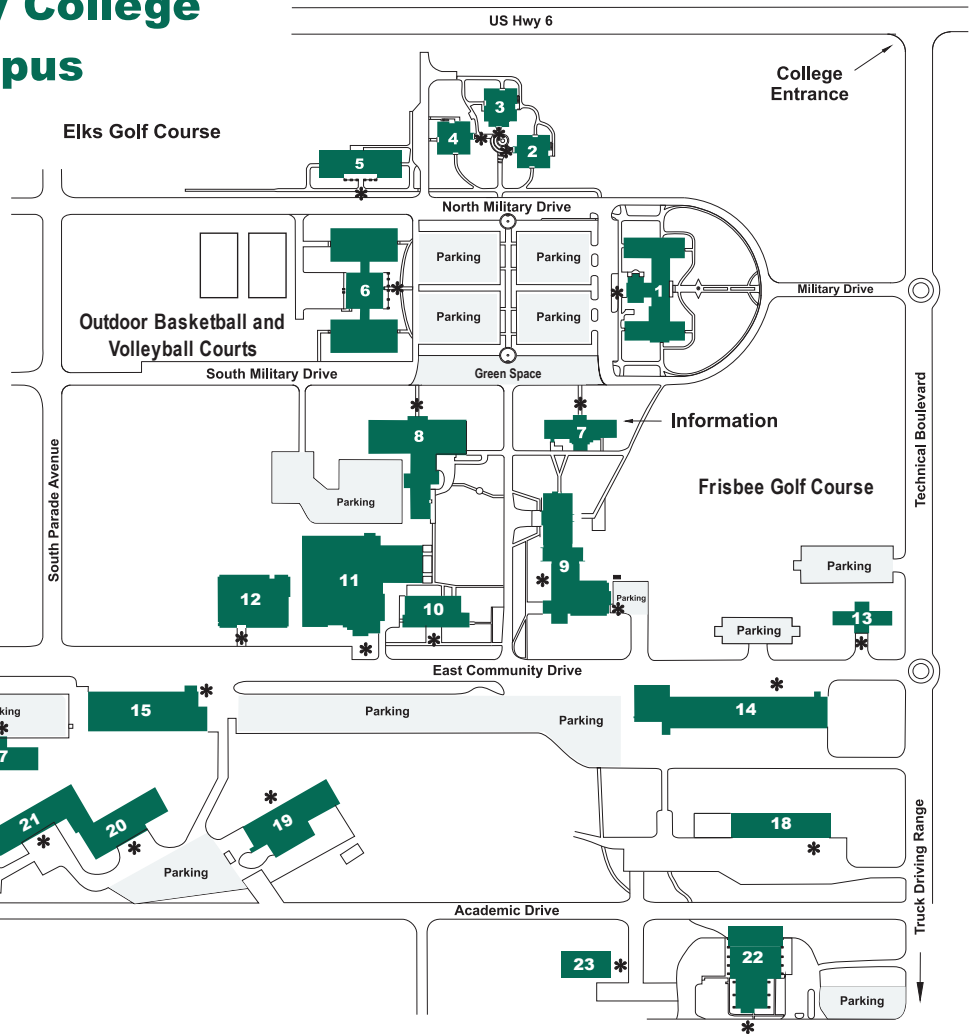 y College
pus
US Hwy 6
College
Entrance
Elks Golf Course
3
4
2
5
North Military Drive
Parking
Parking
6
1
Military Drive
Parking
Parking
Outdoor Basketball and
Volleyball Courts
South Military Drive
Green Space
Information
7
8
South Parade Avenue
Technical Boulevard
Frisbee Golf Course
Parking
9
11
Parking
12
10
Parking
13
Parking
East Community Drive
15
Parking
Parking
14
king
7
21
20
19
18
Parking
Truck Driving Range
Academic Drive
23
22
Parking